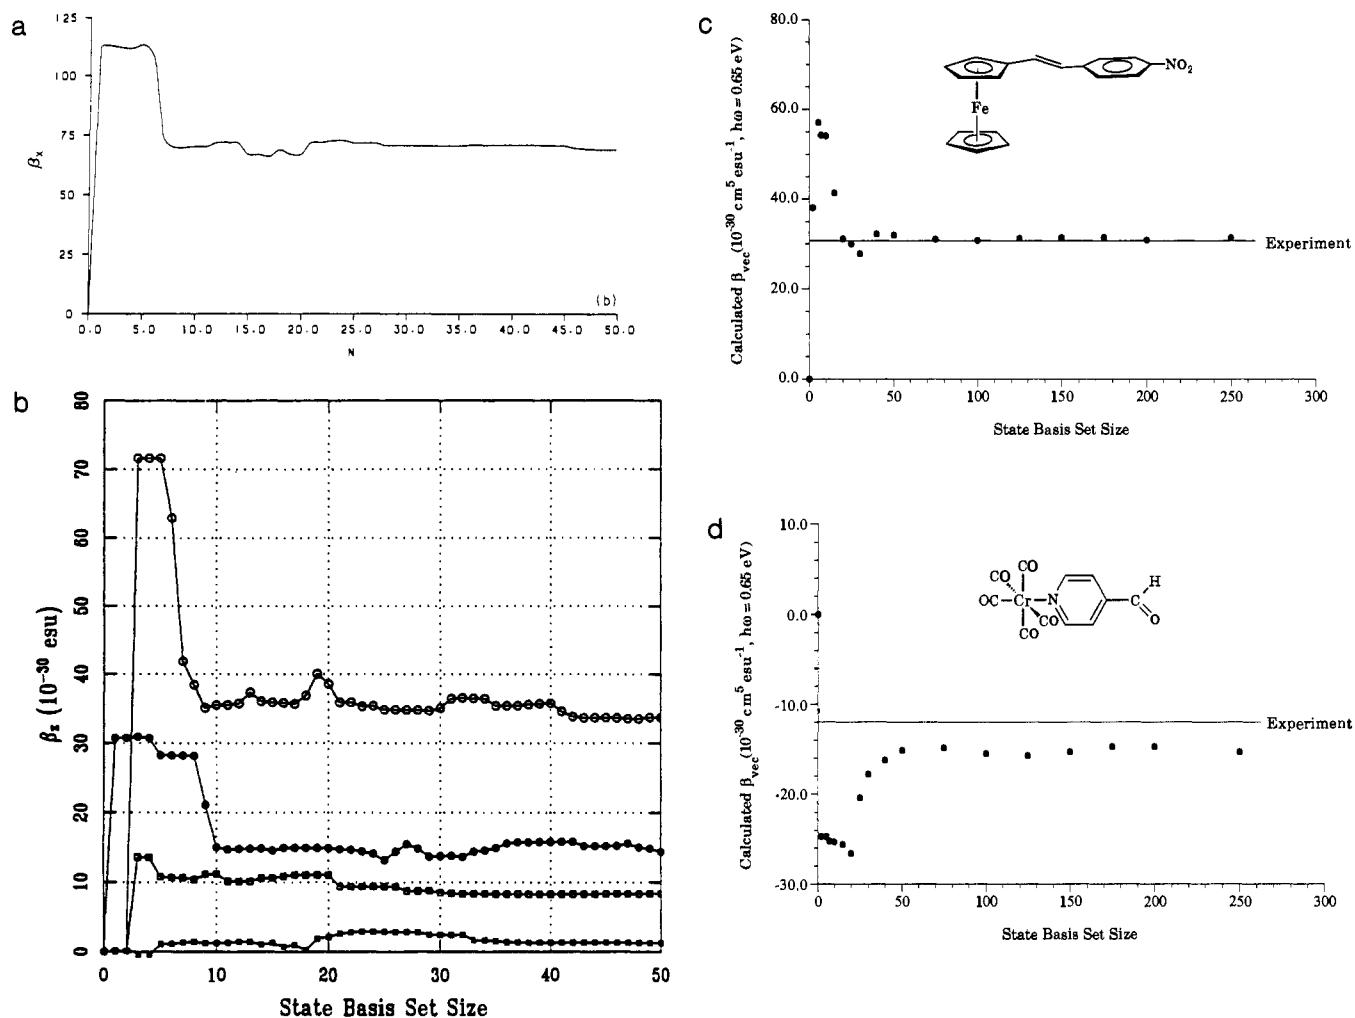 a
125
100
75
50
25
0
βx
0.0 5.0 10.0 15.0 20.0 25.0 30.0 35.0 40.0 45.0 50.0
N
(b)
b
80
70
60
50
40
30
20
10
0
βz (10⁻³⁰ esu)
0 10 20 30 40 50
State Basis Set Size
c
80.0
60.0
40.0
20.0
0.0
Calculated βvec(10⁻³⁰ cm⁵ esu⁻¹, hω = 0.65 eV)
NO₂
Fe
Experiment
0 50 100 150 200 250 300
State Basis Set Size
d
10.0
0.0
-10.0
-20.0
-30.0
Calculated βvec(10⁻³⁰ cm⁵ esu⁻¹, hω = 0.65 eV)
CO
CO
H
OC Cr N C
CO O
CO
Experiment
0 50 100 150 200 250 300
State Basis Set Size